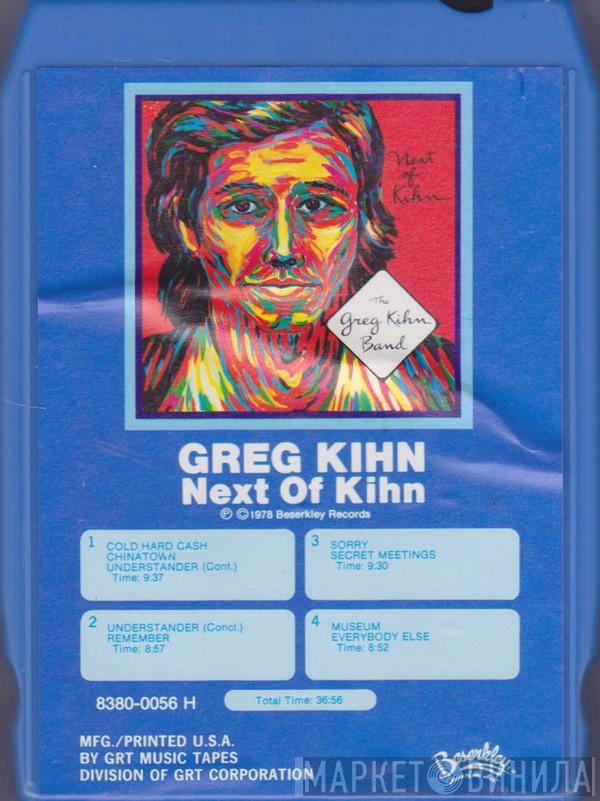 Next
of
Kihn
The
Greg Kihn
Band
GREG KIHN
Next Of Kihn
℗ ©1978 Beserkley Records
1 COLD HARD CASH
CHINATOWN
UNDERSTANDER (Cont.)
Time: 9:37
2 UNDERSTANDER (Concl.)
REMEMBER
Time: 8:57
3 SORRY
SECRET MEETINGS
Time: 9:30
4 MUSEUM
EVERYBODY ELSE
Time: 8:52
8380-0056 H
Total Time: 36:56
MFG./PRINTED U.S.A.
BY GRT MUSIC TAPES
DIVISION OF GRT CORPORATION
Beserkley
МАРКЕТ ВИНИЛА